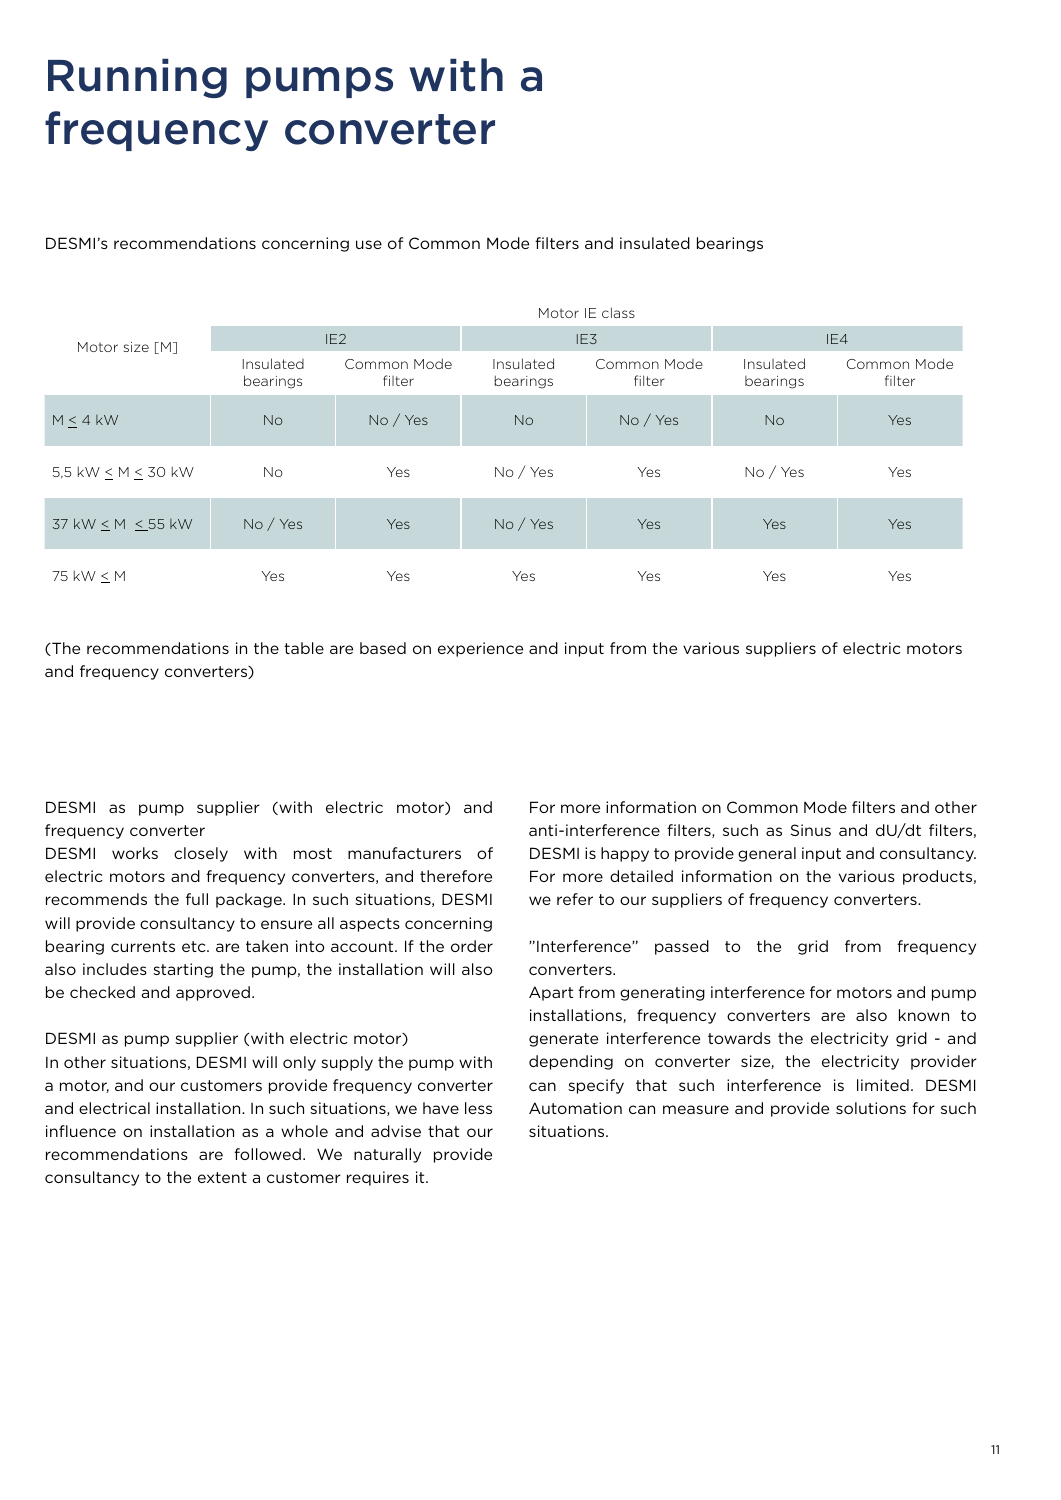 Running pumps with a
frequency converter
DESMI’s recommendations concerning use of Common Mode filters and insulated bearings
Motor IE class
Motor size [M]
IE2 IE3 IE4
Insulated bearings Common Mode filter Insulated bearings Common Mode filter Insulated bearings Common Mode filter
M ≤ 4 kW No No / Yes No No / Yes No Yes
5,5 kW ≤ M ≤ 30 kW No Yes No / Yes Yes No / Yes Yes
37 kW ≤ M ≤ 55 kW No / Yes Yes No / Yes Yes Yes Yes
75 kW ≤ M Yes Yes Yes Yes Yes Yes
(The recommendations in the table are based on experience and input from the various suppliers of electric motors
and frequency converters)
DESMI as pump supplier (with electric motor) and
frequency converter
DESMI works closely with most manufacturers of
electric motors and frequency converters, and therefore
recommends the full package. In such situations, DESMI
will provide consultancy to ensure all aspects concerning
bearing currents etc. are taken into account. If the order
also includes starting the pump, the installation will also
be checked and approved.
DESMI as pump supplier (with electric motor)
In other situations, DESMI will only supply the pump with
a motor, and our customers provide frequency converter
and electrical installation. In such situations, we have less
influence on installation as a whole and advise that our
recommendations are followed. We naturally provide
consultancy to the extent a customer requires it.
For more information on Common Mode filters and other
anti-interference filters, such as Sinus and dU/dt filters,
DESMI is happy to provide general input and consultancy.
For more detailed information on the various products,
we refer to our suppliers of frequency converters.
”Interference” passed to the grid from frequency
converters.
Apart from generating interference for motors and pump
installations, frequency converters are also known to
generate interference towards the electricity grid - and
depending on converter size, the electricity provider
can specify that such interference is limited. DESMI
Automation can measure and provide solutions for such
situations.
11